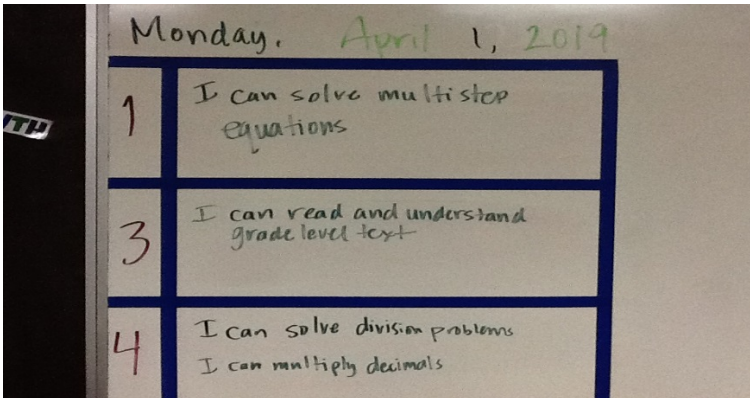 Monday. April 1, 2019
1
I can solve multistep
equations
3
I can read and understand
grade level text
4
I can solve division problems
I can multiply decimals